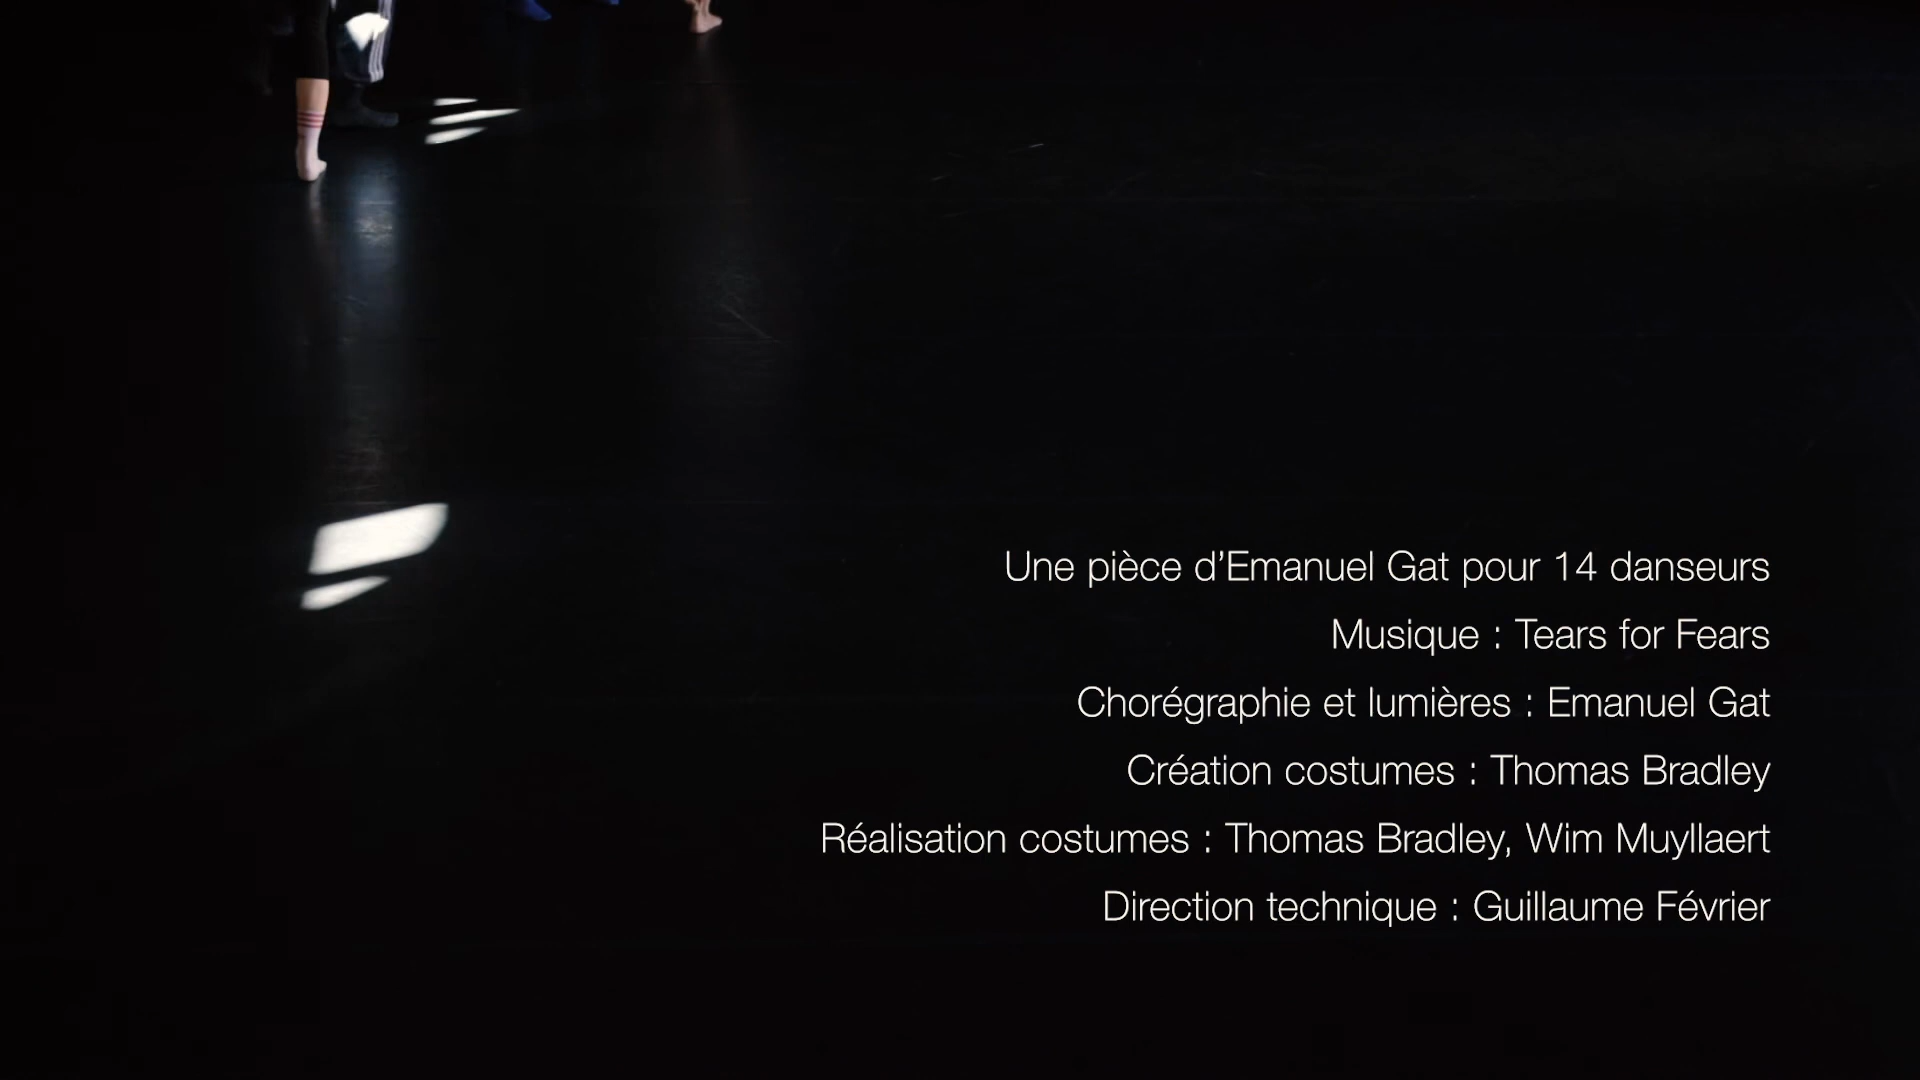 Une pièce d’Emanuel Gat pour 14 danseurs
Musique : Tears for Fears
Chorégraphie et lumières : Emanuel Gat
Création costumes : Thomas Bradley
Réalisation costumes : Thomas Bradley, Wim Muyllaert
Direction technique : Guillaume Février